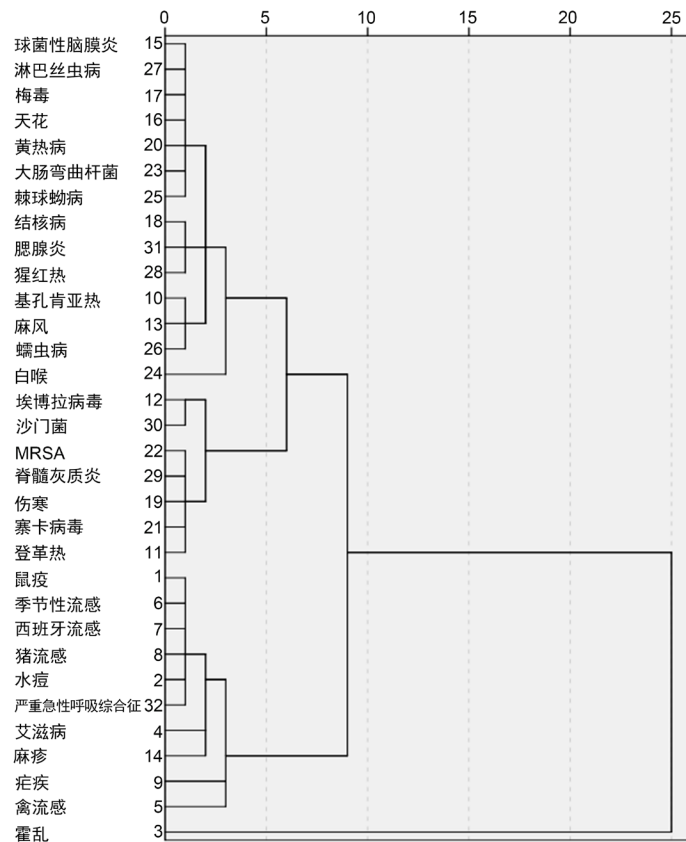 0 5 10 15 20 25
球菌性脑膜炎 15
淋巴丝虫病 27
梅毒 17
天花 16
黄热病 20
大肠弯曲杆菌 23
棘球蚴病 25
结核病 18
腮腺炎 31
猩红热 28
基孔肯亚热 10
麻风 13
蠕虫病 26
白喉 24
埃博拉病毒 12
沙门菌 30
MRSA 22
脊髓灰质炎 29
伤寒 19
寨卡病毒 21
登革热 11
鼠疫 1
季节性流感 6
西班牙流感 7
猪流感 8
水痘 2
严重急性呼吸综合征 32
艾滋病 4
麻疹 14
疟疾 9
禽流感 5
霍乱 3